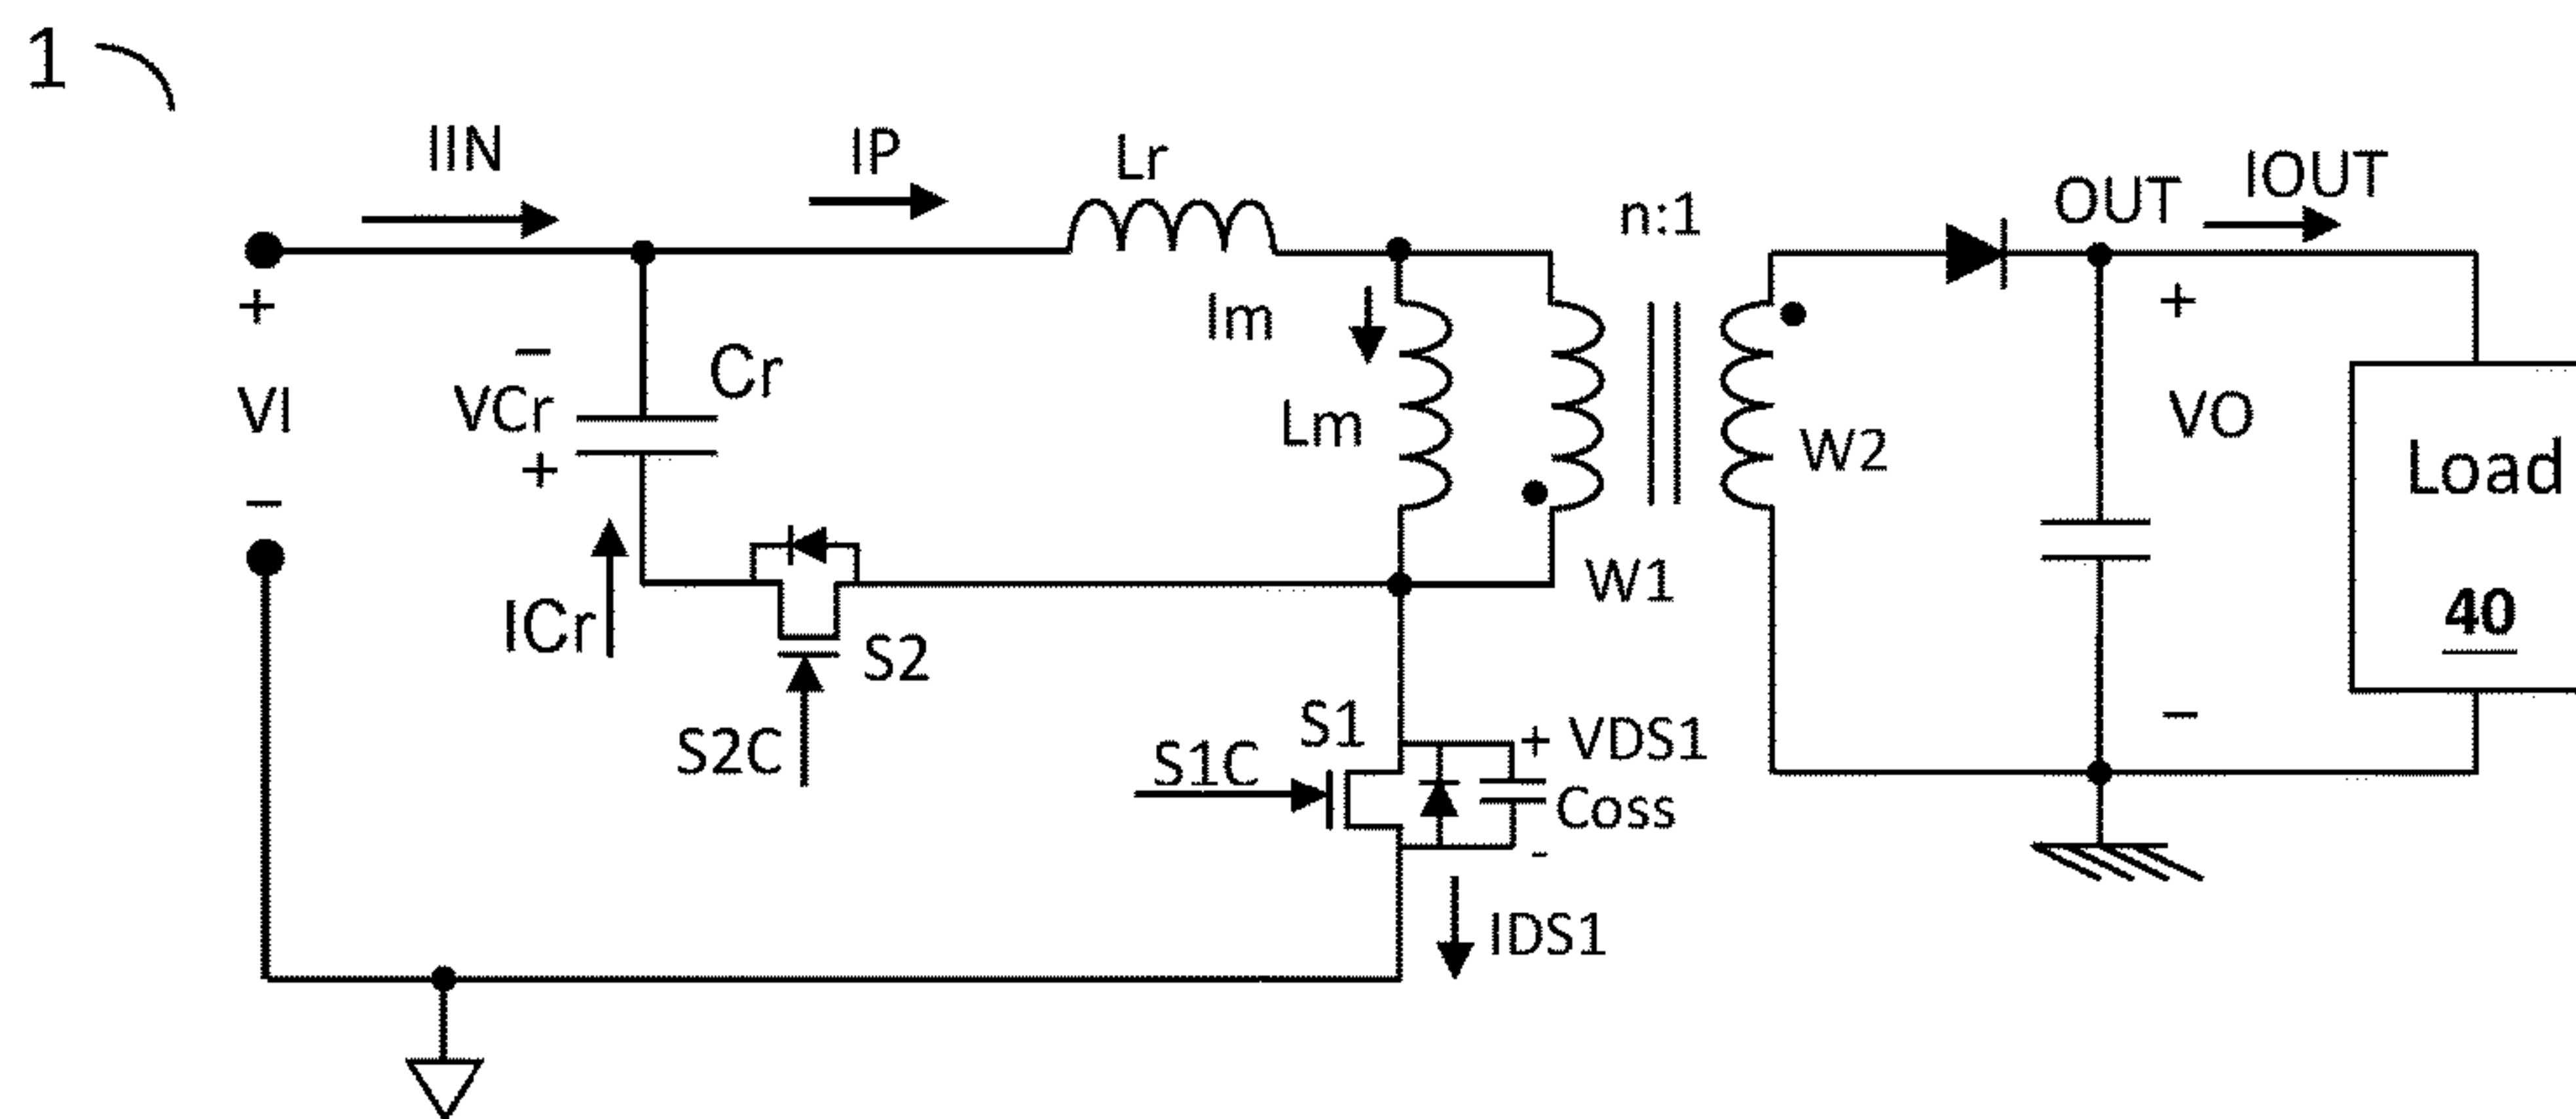 1
IIN
IP
Lr
n:1
OUT
IOUT
+
VI
−
−
VCr
+
Cr
Im
Lm
W1
W2
+
VO
−
Load
40
ICr
S2
S2C
S1
S1C
+ VDS1
Coss
-
IDS1